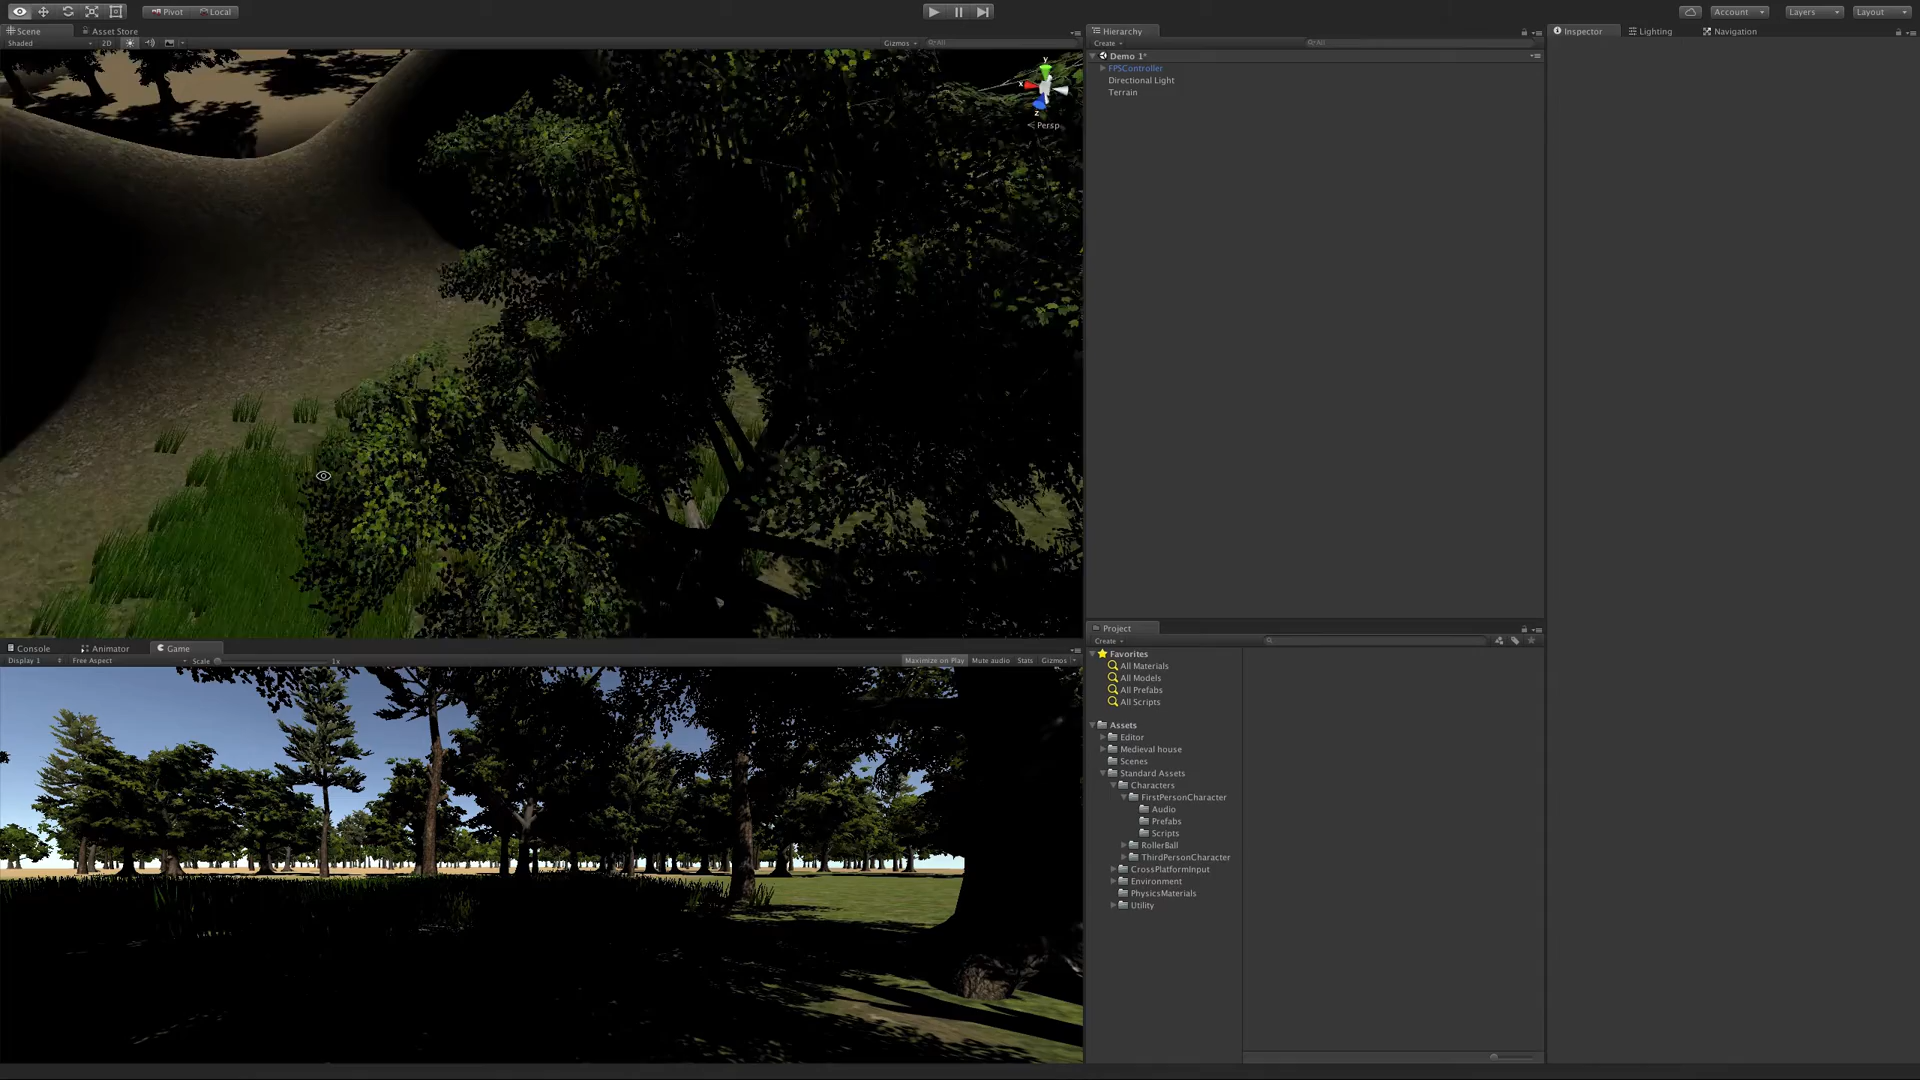 Pivot Local
Account Layers Layout
Scene Asset Store
Shaded 2D Gizmos All
y
x
z
Persp
Hierarchy
Create All
Demo 1*
FPSController
Directional Light
Terrain
Inspector Lighting Navigation
Console Animator Game
Display 1 Free Aspect Scale 1x Maximize on Play Mute audio Stats Gizmos
Project
Create
Favorites
All Materials
All Models
All Prefabs
All Scripts
Assets
Editor
Medieval house
Scenes
Standard Assets
Characters
FirstPersonCharacter
Audio
Prefabs
Scripts
RollerBall
ThirdPersonCharacter
CrossPlatformInput
Environment
PhysicsMaterials
Utility